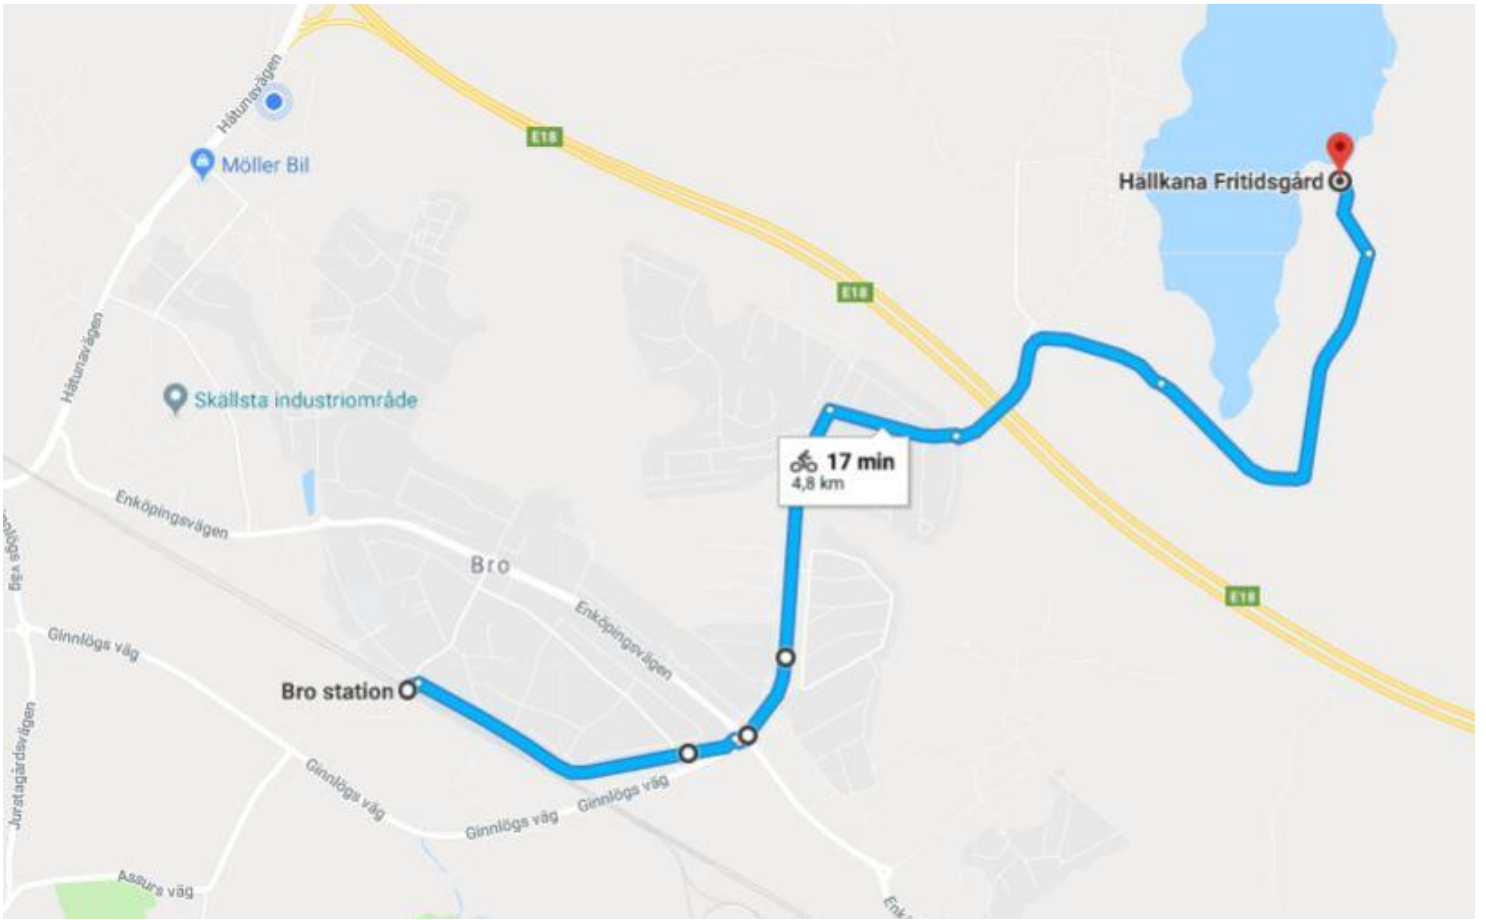 Hätunavägen
E18
Möller Bil
Hällkana Fritidsgård
E18
Hätunavägen
Skällsta industriområde
17 min
4,8 km
Enköpingsvägen
Bro
E18
Enköpingsvägen
Ginnlögs väg
Bro station
Jurstagårdsvägen
Ginnlögs väg
Ginnlögs väg
Ginnlögs väg
Assurs väg